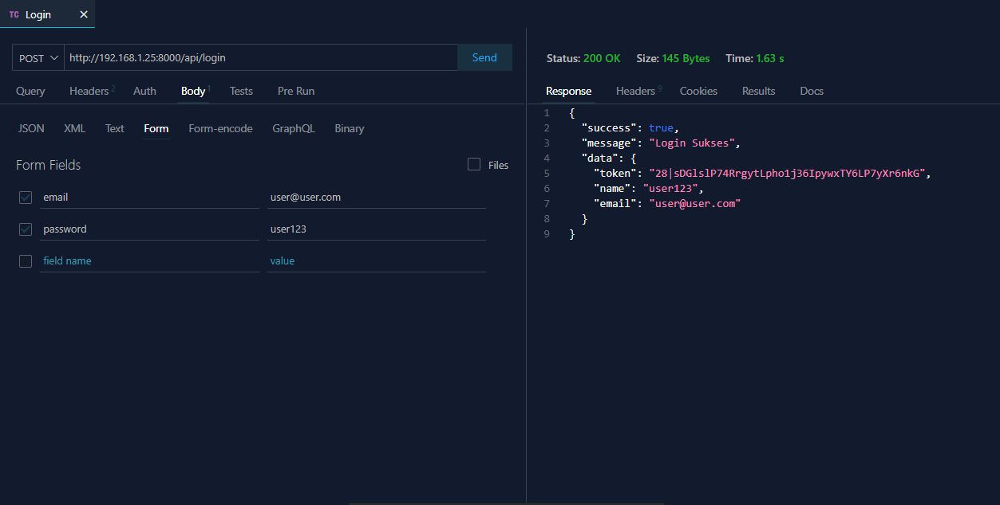 TC Login ×
POST http://192.168.1.25:8000/api/login Send
Query Headers 2 Auth Body 1 Tests Pre Run
JSON XML Text Form Form-encode GraphQL Binary
Form Fields Files
email user@user.com
password user123
field name value
Status: 200 OK Size: 145 Bytes Time: 1.63 s
Response Headers 9 Cookies Results Docs
1 {
2 "success": true,
3 "message": "Login Sukses",
4 "data": {
5 "token": "28|sDGlslP74RrgytLpho1j36IpywxTY6LP7yXr6nkG",
6 "name": "user123",
7 "email": "user@user.com"
8 }
9 }